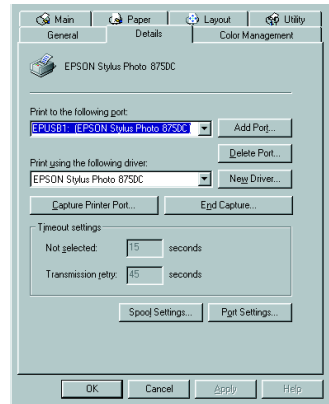 Main Paper Layout Utility
General Details Color Management
EPSON Stylus Photo 875DC
Print to the following port:
EPUSB1: (EPSON Stylus Photo 875DC) Add Port...
Delete Port...
Print using the following driver:
EPSON Stylus Photo 875DC New Driver...
Capture Printer Port... End Capture...
Timeout settings
Not selected: 15 seconds
Transmission retry: 45 seconds
Spool Settings... Port Settings...
OK Cancel Apply Help